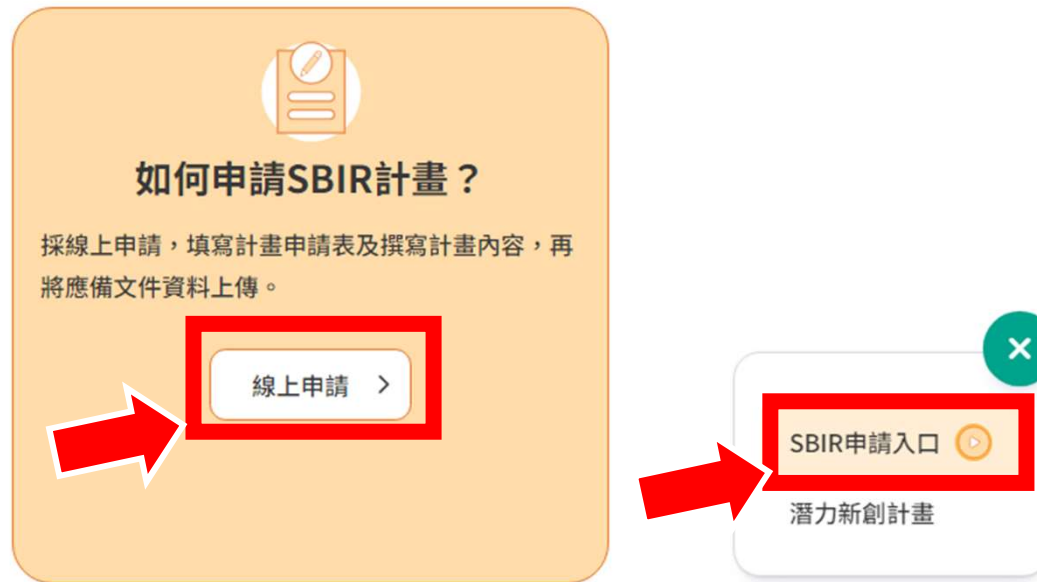 如何申請SBIR計畫？
採線上申請，填寫計畫申請表及撰寫計畫內容，再
將應備文件資料上傳。
線上申請
SBIR申請入口
潛力新創計畫